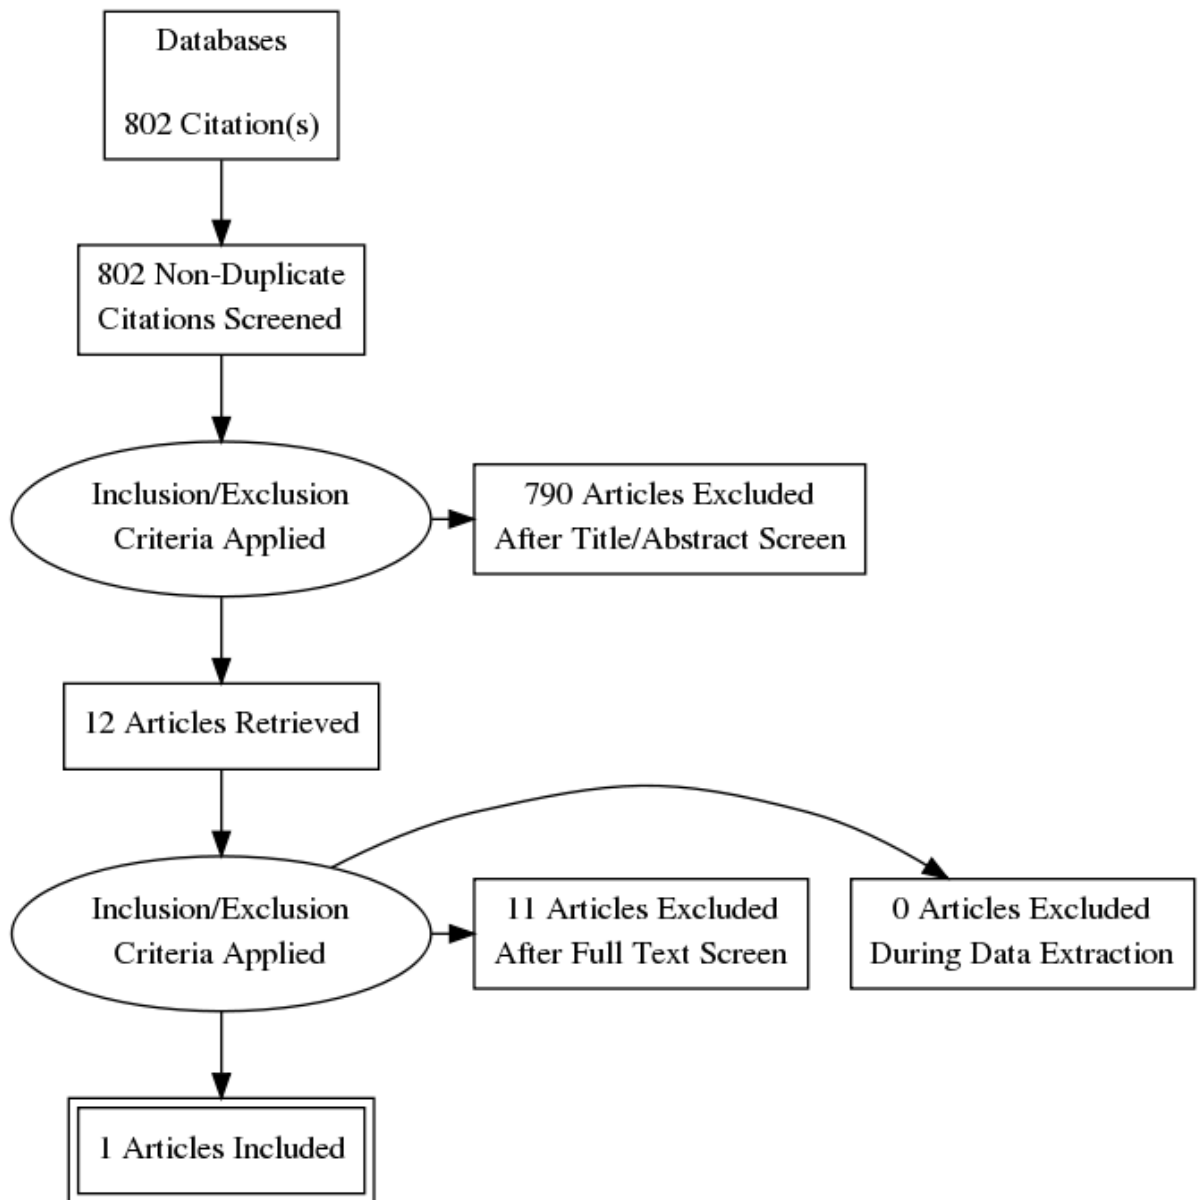 Databases
802 Citation(s)
802 Non-Duplicate
Citations Screened
Inclusion/Exclusion
Criteria Applied
790 Articles Excluded
After Title/Abstract Screen
12 Articles Retrieved
Inclusion/Exclusion
Criteria Applied
11 Articles Excluded
After Full Text Screen
0 Articles Excluded
During Data Extraction
1 Articles Included